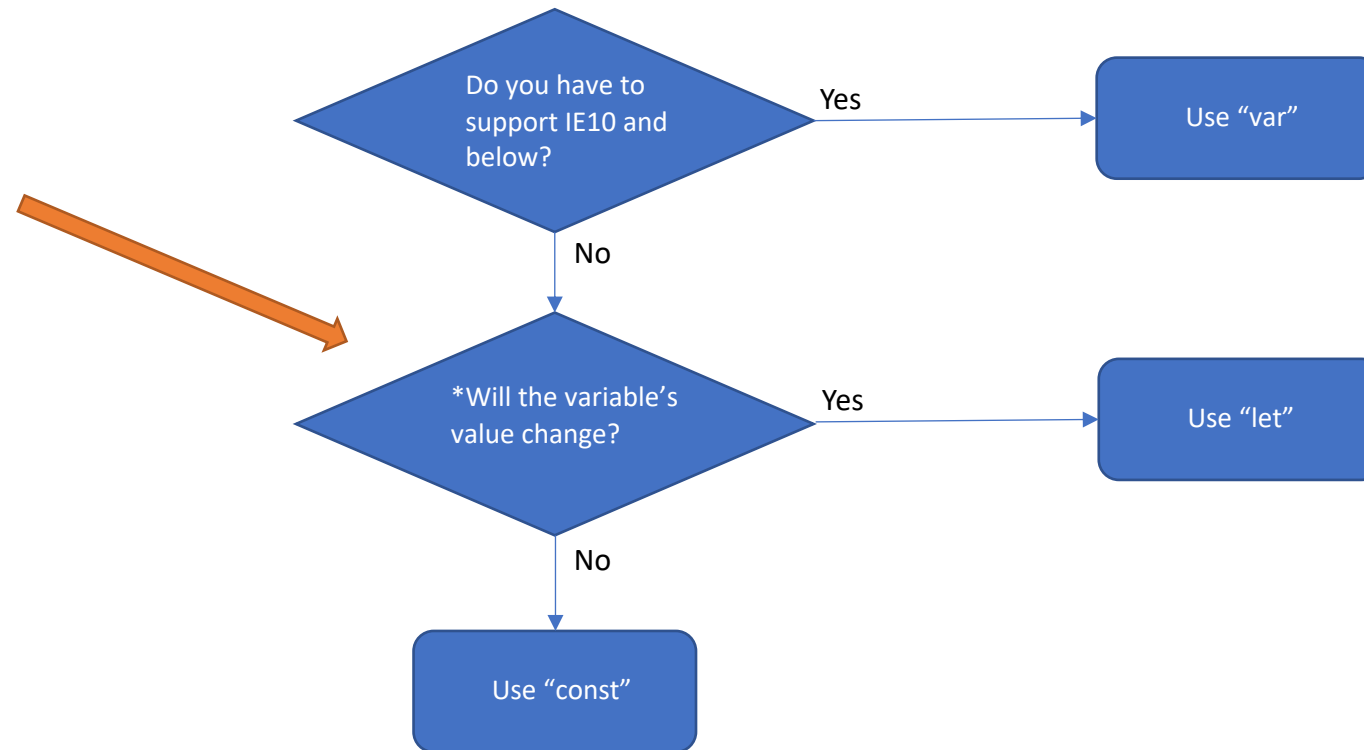 Do you have to
support IE10 and
below?
Yes
Use “var”
No
*Will the variable’s
value change?
Yes
Use “let”
No
Use “const”